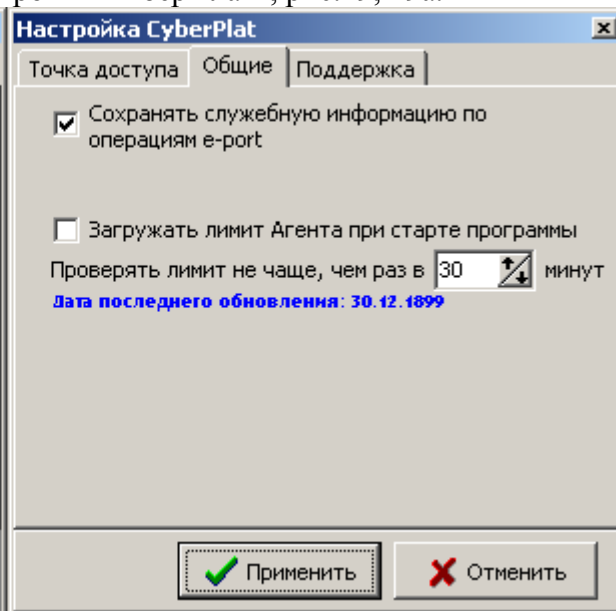 Настройка CyberPlat
Точка доступа Общие Поддержка
Сохранять служебную информацию по
операциям e-port
Загружать лимит Агента при старте программы
Проверять лимит не чаще, чем раз в 30 минут
Дата последнего обновления: 30.12.1899
Применить Отменить